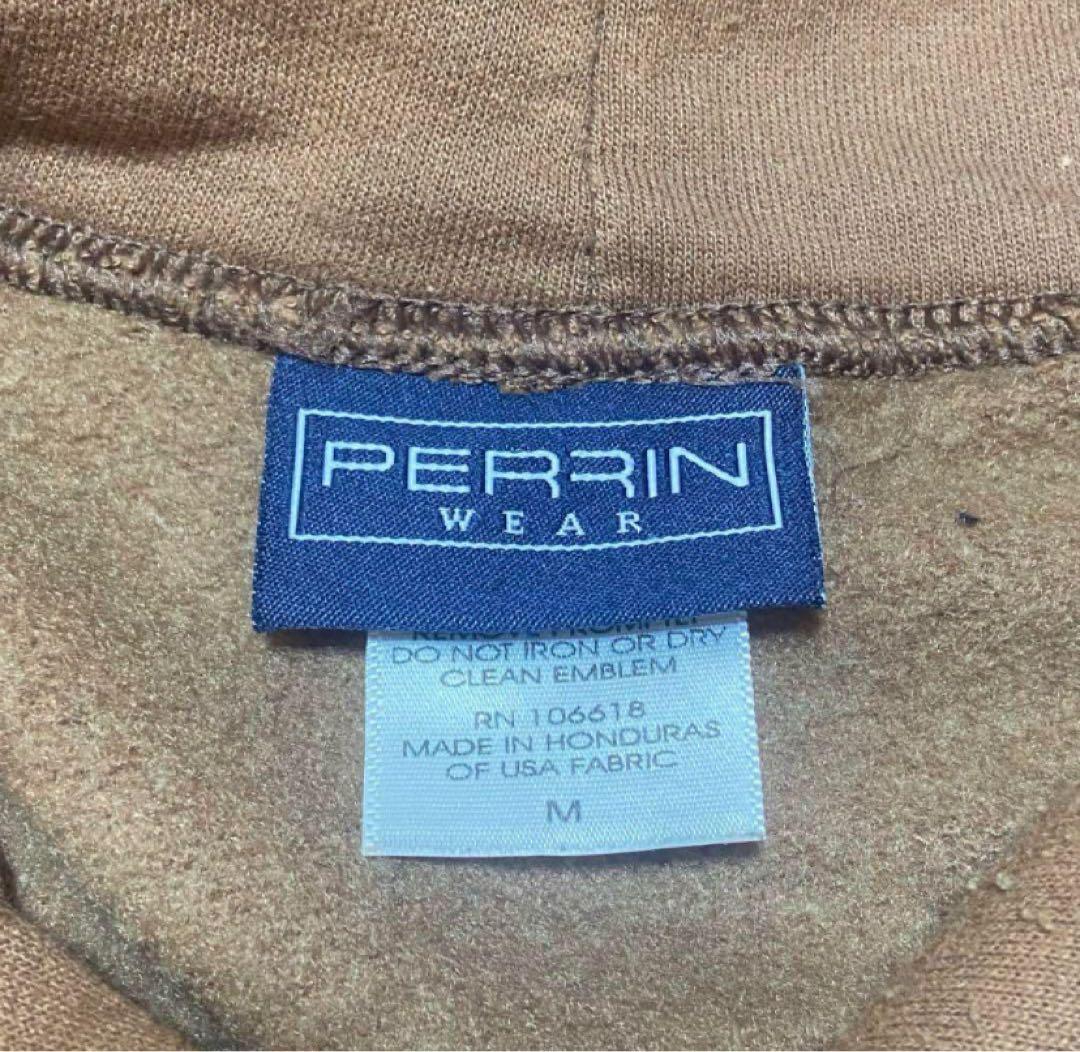 PERRIN
WEAR
DO NOT IRON OR DRY
CLEAN EMBLEM
RN 106618
MADE IN HONDURAS
OF USA FABRIC
M